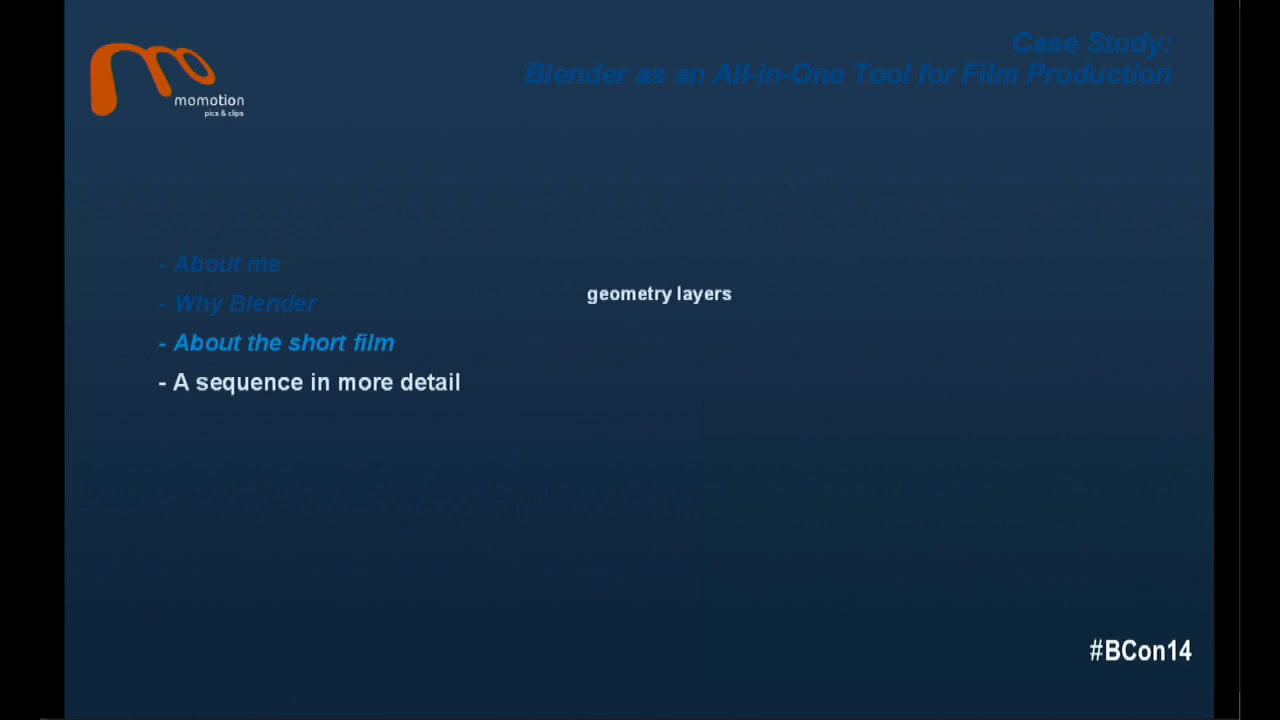 Case Study:
Blender as an All-in-One Tool for Film Production
momotion
pics & clips
- About me
- Why Blender
- About the short film
- A sequence in more detail
geometry layers
#BCon14